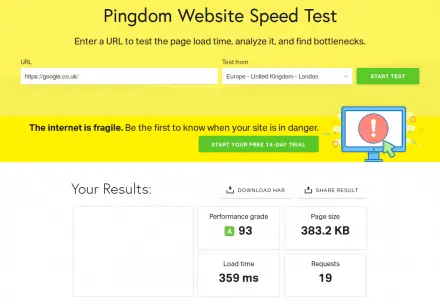 Pingdom Website Speed Test
Enter a URL to test the page load time, analyze it, and find bottlenecks.
URL
Test from
https://google.co.uk/
Europe - United Kingdom - London
START TEST
The internet is fragile. Be the first to know when your site is in danger.
START YOUR FREE 14-DAY TRIAL
Your Results:
DOWNLOAD HAR
SHARE RESULT
Performance grade
A 93
Page size
383.2 KB
Load time
359 ms
Requests
19